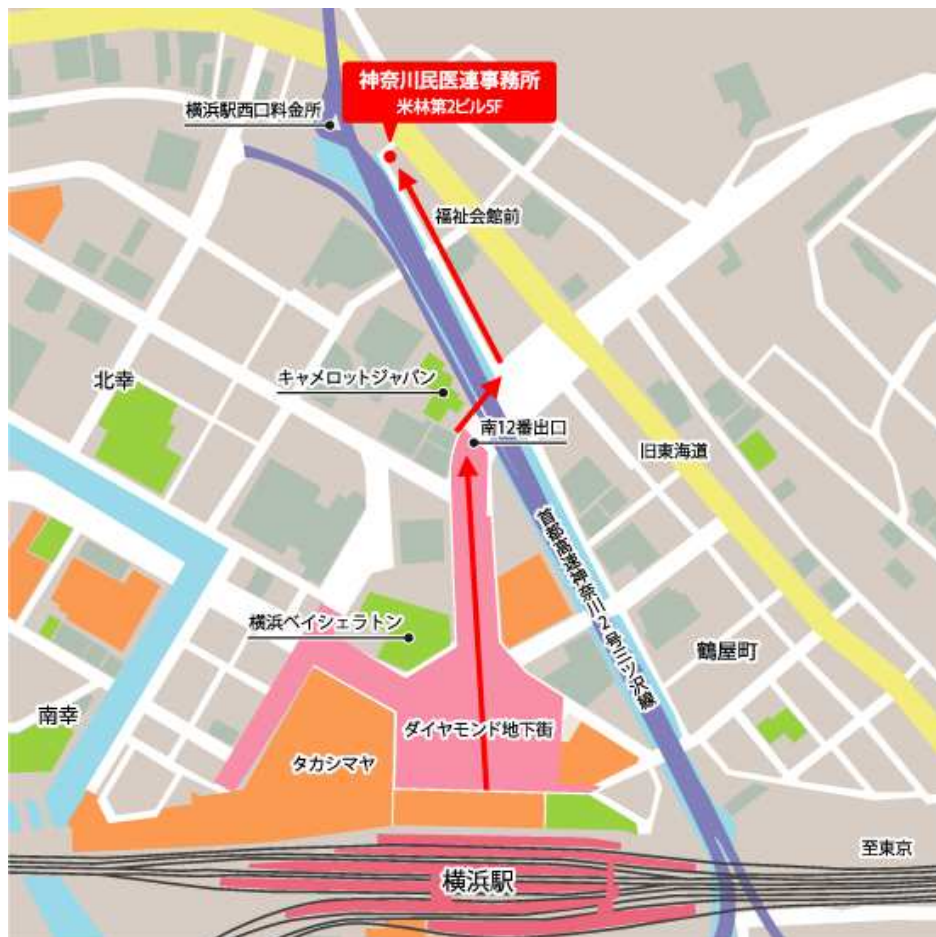 神奈川民医連事務所
米林第2ビル5F
横浜駅西口料金所
福祉会館前
北幸
キャメロットジャパン
南12番出口
旧東海道
首都高速神奈川2号三ツ沢線
横浜ベイシェラトン
鶴屋町
南幸
ダイヤモンド地下街
タカシマヤ
至東京
横浜駅